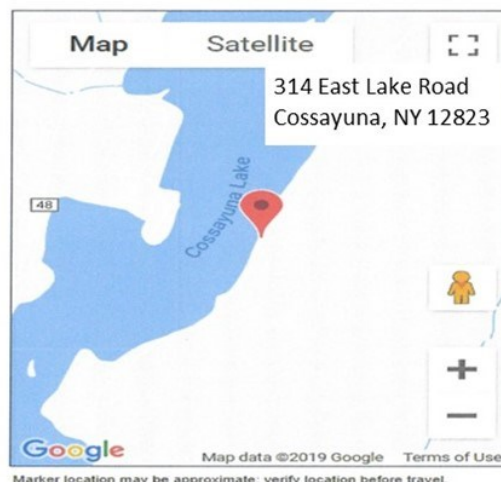 Map Satellite
314 East Lake Road
Cossayuna, NY 12823
48
Cossayuna Lake
Google
Map data ©2019 Google Terms of Use
Marker location may be approximate; verify location before travel.